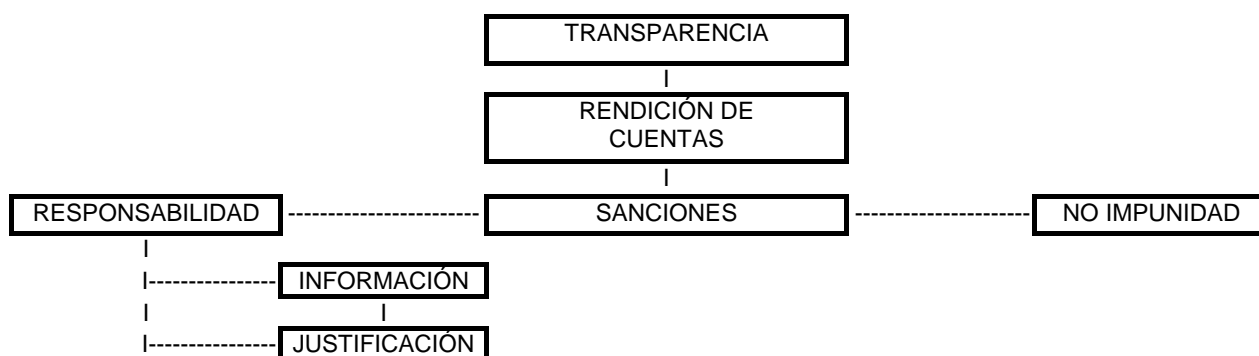 TRANSPARENCIA
RENDICIÓN DE
CUENTAS
RESPONSABILIDAD ------------------- SANCIONES ----------------- NO IMPUNIDAD
INFORMACIÓN
JUSTIFICACIÓN